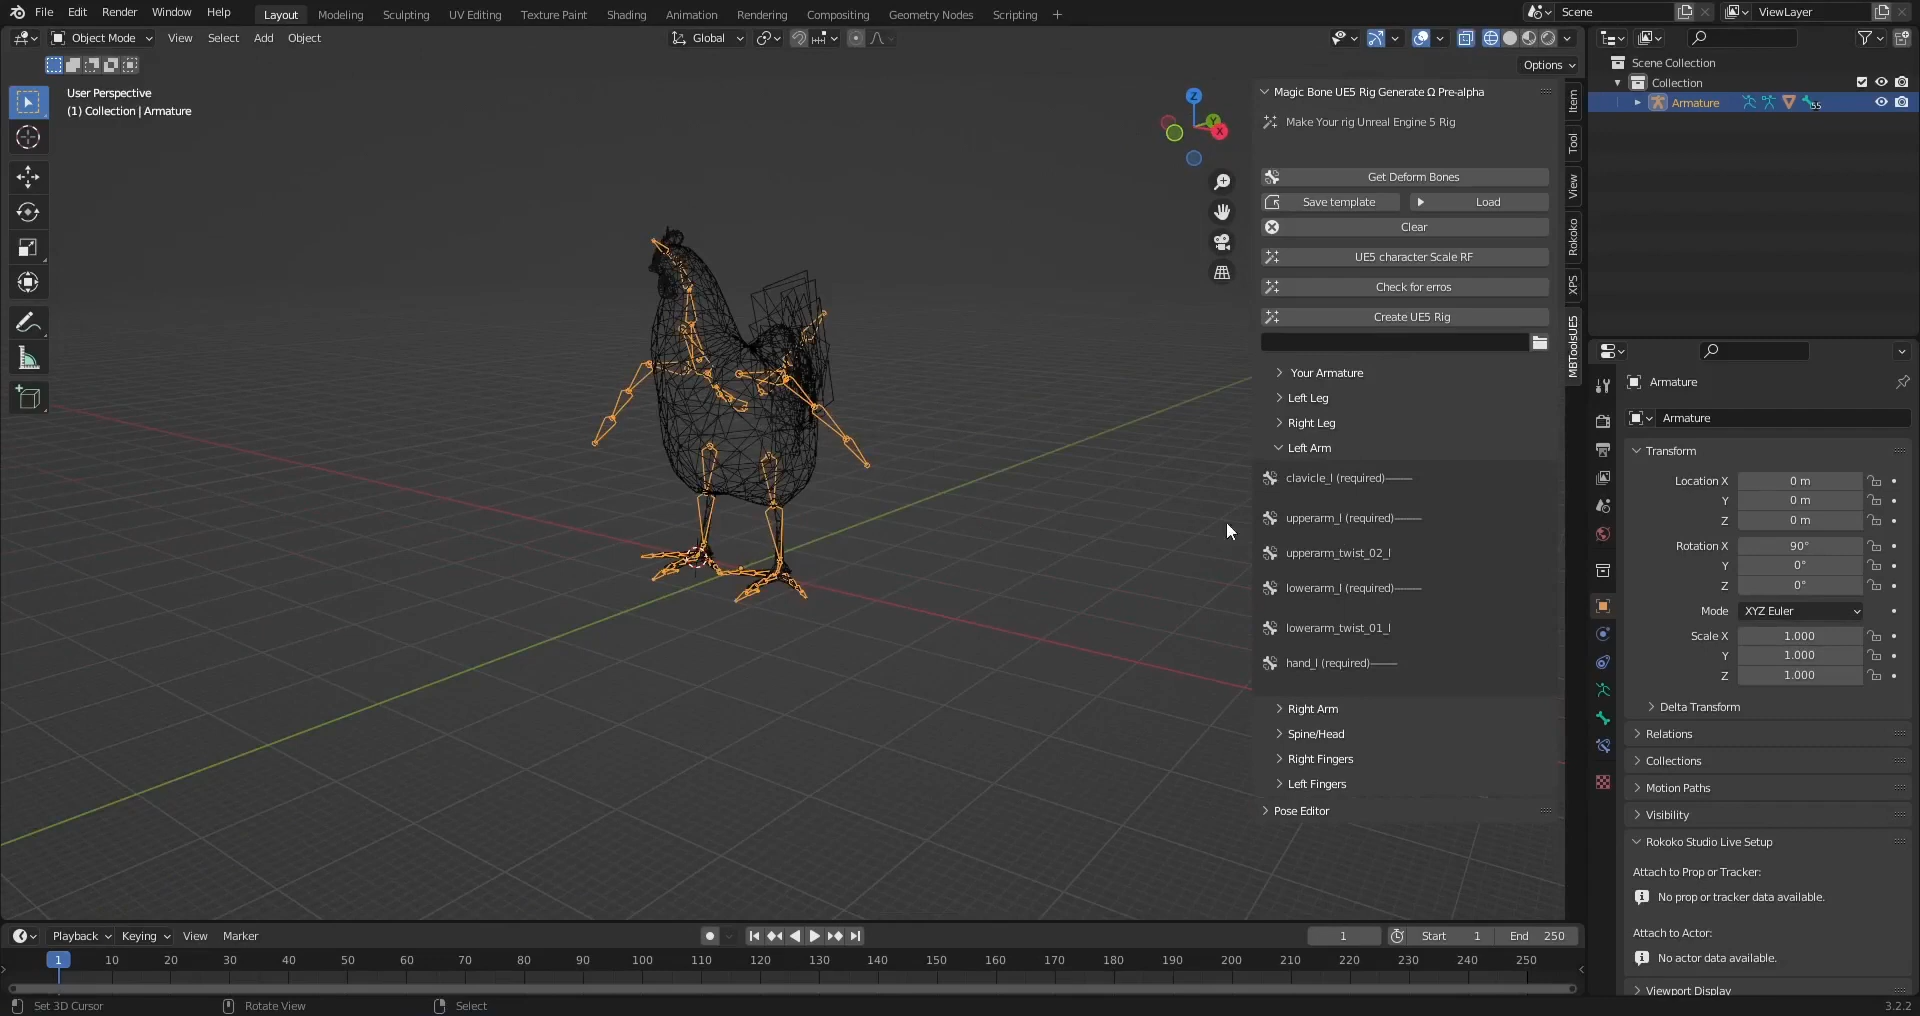 File Edit Render Window Help Layout Modeling Sculpting UV Editing Texture Paint Shading Animation Rendering Compositing Geometry Nodes Scripting + Scene ViewLayer
Object Mode View Select Add Object Global
Options
User Perspective
(1) Collection | Armature
Z
Y
X
Magic Bone UE5 Rig Generate Ω Pre-alpha
Make Your rig Unreal Engine 5 Rig
Get Deform Bones
Save template Load
Clear
UE5 character Scale RF
Check for erros
Create UE5 Rig
Your Armature
Left Leg
Right Leg
Left Arm
clavicle_l (required)-----
upperarm_l (required)-----
upperarm_twist_02_l
lowerarm_l (required)-----
lowerarm_twist_01_l
hand_l (required)-----
Right Arm
Spine/Head
Right Fingers
Left Fingers
Pose Editor
Item
Tool
View
Rokoko
XPS
MBToolsUE5
Scene Collection
Collection
Armature 55
Armature
Armature
Transform
Location X 0 m
Y 0 m
Z 0 m
Rotation X 90°
Y 0°
Z 0°
Mode XYZ Euler
Scale X 1.000
Y 1.000
Z 1.000
Delta Transform
Relations
Collections
Motion Paths
Visibility
Rokoko Studio Live Setup
Attach to Prop or Tracker:
No prop or tracker data available.
Attach to Actor:
No actor data available.
Viewport Display
Playback Keying View Marker 1 Start 1 End 250
1 10 20 30 40 50 60 70 80 90 100 110 120 130 140 150 160 170 180 190 200 210 220 230 240 250
Set 3D Cursor Rotate View Select 3.2.2